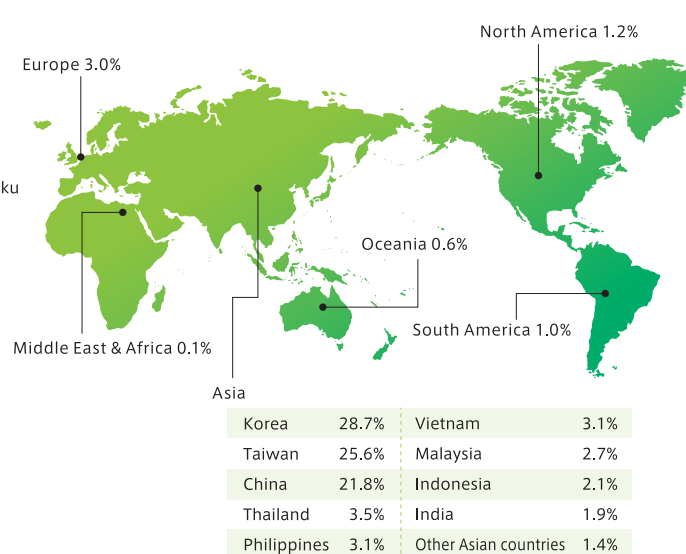 North America 1.2%
Europe 3.0%
ku
Oceania 0.6%
South America 1.0%
Middle East & Africa 0.1%
Asia
Korea 28.7% Vietnam 3.1%
Taiwan 25.6% Malaysia 2.7%
China 21.8% Indonesia 2.1%
Thailand 3.5% India 1.9%
Philippines 3.1% Other Asian countries 1.4%